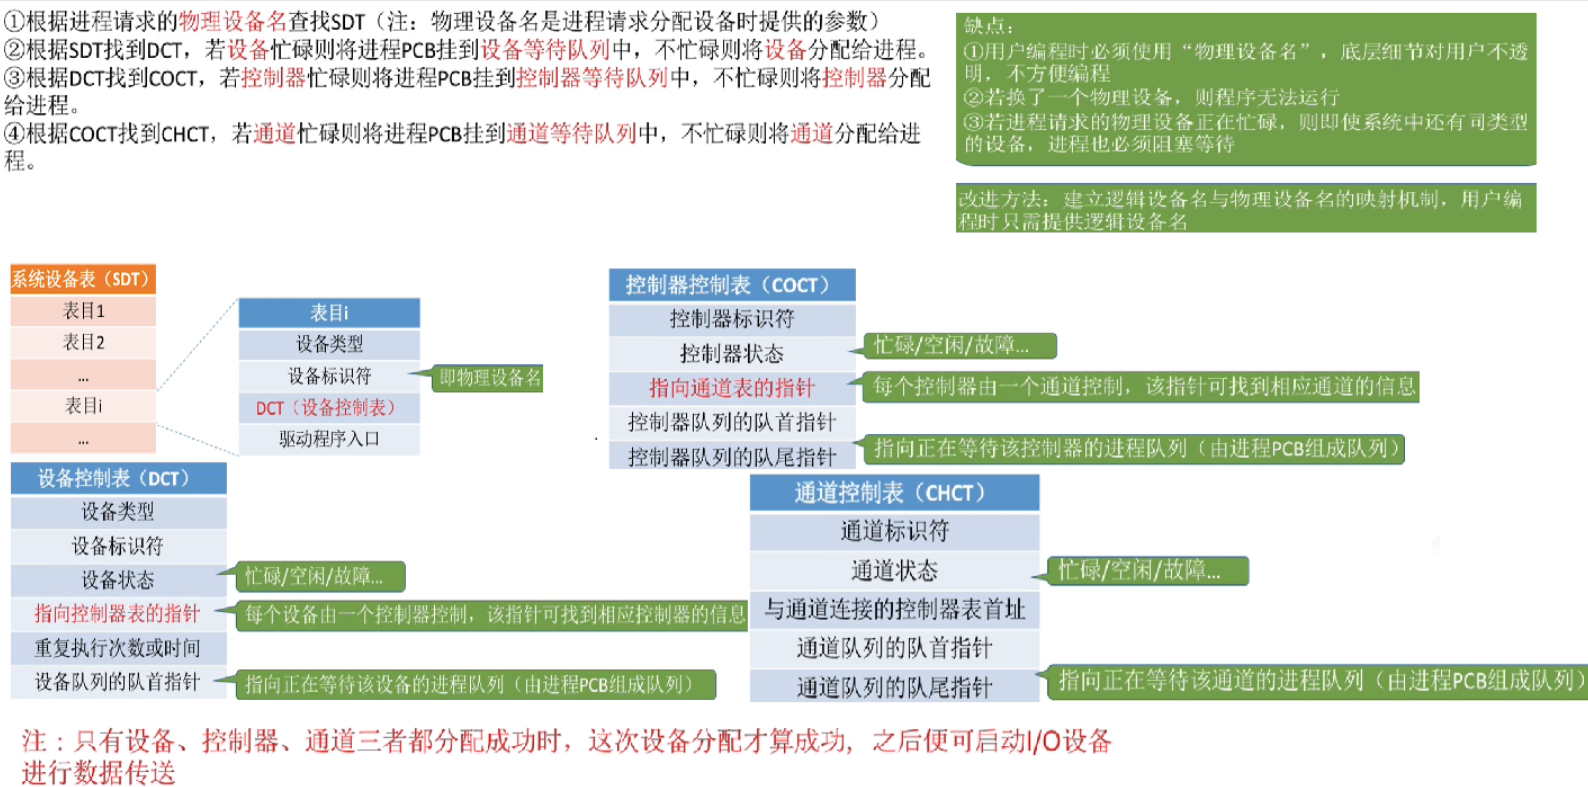 ①根据进程请求的物理设备名查找SDT（注：物理设备名是进程请求分配设备时提供的参数）
②根据SDT找到DCT，若设备忙碌则将进程PCB挂到设备等待队列中，不忙碌则将设备分配给进程。
③根据DCT找到COCT，若控制器忙碌则将进程PCB挂到控制器等待队列中，不忙碌则将控制器分配
给进程。
④根据COCT找到CHCT，若通道忙碌则将进程PCB挂到通道等待队列中，不忙碌则将通道分配给进
程。
缺点：
①用户编程时必须使用“物理设备名”，底层细节对用户不透
明，不方便编程
②若换了一个物理设备，则程序无法运行
③若进程请求的物理设备正在忙碌，则即使系统中还有同类型
的设备，进程也必须阻塞等待
改进方法：建立逻辑设备名与物理设备名的映射机制，用户编
程时只需提供逻辑设备名
系统设备表（SDT）
表目1
表目2
...
表目i
...
表目i
设备类型
设备标识符
即物理设备名
DCT（设备控制表）
驱动程序入口
控制器控制表（COCT）
控制器标识符
控制器状态
忙碌/空闲/故障...
指向通道表的指针
每个控制器由一个通道控制，该指针可找到相应通道的信息
控制器队列的队首指针
控制器队列的队尾指针
指向正在等待该控制器的进程队列（由进程PCB组成队列）
设备控制表（DCT）
设备类型
设备标识符
设备状态
忙碌/空闲/故障...
指向控制器表的指针
每个设备由一个控制器控制，该指针可找到相应控制器的信息
重复执行次数或时间
设备队列的队首指针
指向正在等待该设备的进程队列（由进程PCB组成队列）
通道控制表（CHCT）
通道标识符
通道状态
忙碌/空闲/故障...
与通道连接的控制器表首址
通道队列的队首指针
通道队列的队尾指针
指向正在等待该通道的进程队列（由进程PCB组成队列）
注：只有设备、控制器、通道三者都分配成功时，这次设备分配才算成功，之后便可启动I/O设备
进行数据传送